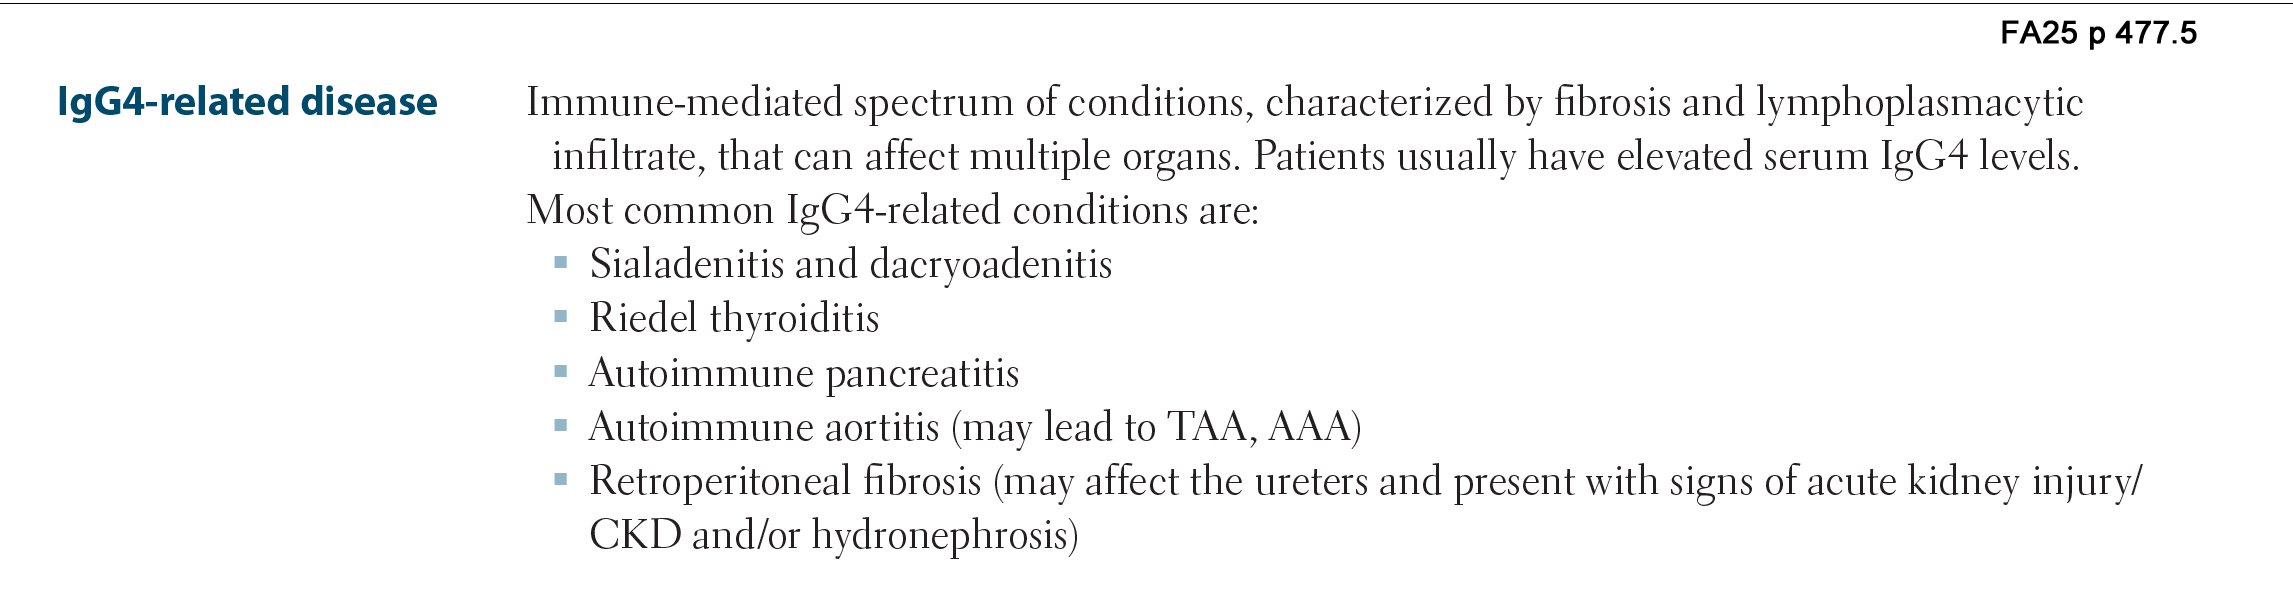 FA25 p 477.5
IgG4-related disease
Immune-mediated spectrum of conditions, characterized by fibrosis and lymphoplasmacytic
infiltrate, that can affect multiple organs. Patients usually have elevated serum IgG4 levels.
Most common IgG4-related conditions are:
▪ Sialadenitis and dacryoadenitis
▪ Riedel thyroiditis
▪ Autoimmune pancreatitis
▪ Autoimmune aortitis (may lead to TAA, AAA)
▪ Retroperitoneal fibrosis (may affect the ureters and present with signs of acute kidney injury/
CKD and/or hydronephrosis)